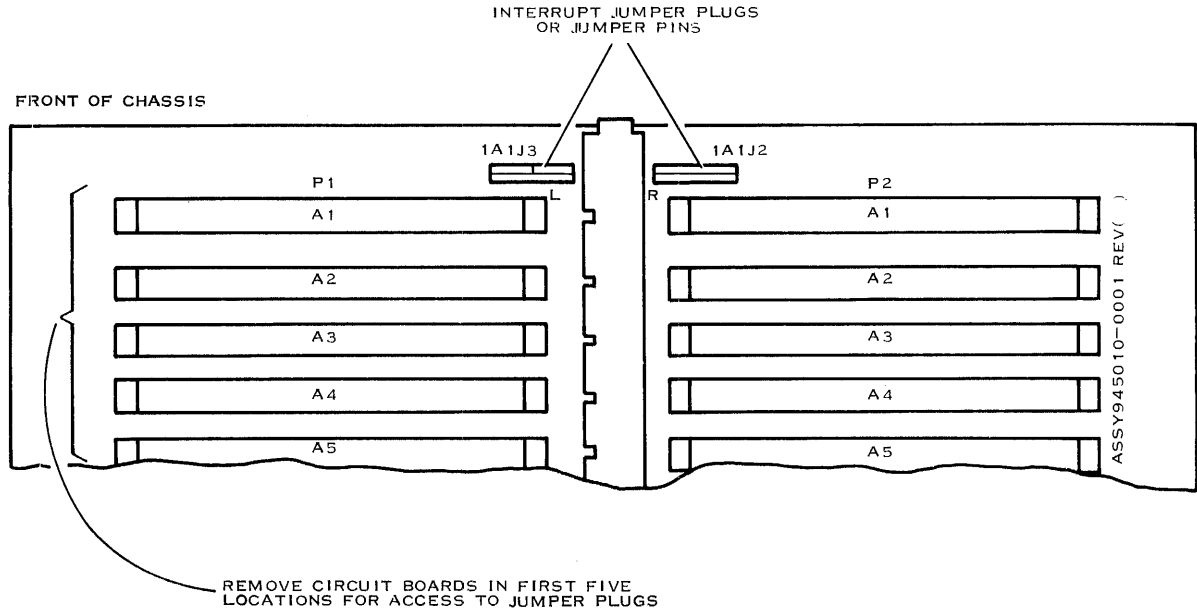 INTERRUPT JUMPER PLUGS
OR JUMPER PINS
FRONT OF CHASSIS
1A1J3
1A1J2
P1
L
R
P2
A1
A1
A2
A2
A3
A3
A4
A4
A5
A5
ASSY945010-0001 REV( )
REMOVE CIRCUIT BOARDS IN FIRST FIVE
LOCATIONS FOR ACCESS TO JUMPER PLUGS